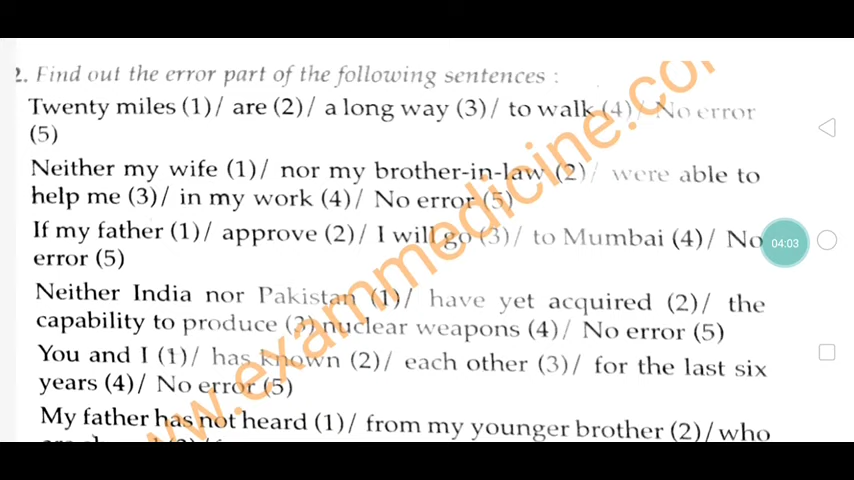 2. Find out the error part of the following sentences :
Twenty miles (1)/ are (2)/ a long way (3)/ to walk (4)/ No error
(5)
Neither my wife (1)/ nor my brother-in-law (2)/ were able to
help me (3)/ in my work (4)/ No error (5)
If my father (1)/ approve (2)/ I will go (3)/ to Mumbai (4)/ No
error (5)
04:03
Neither India nor Pakistan (1)/ have yet acquired (2)/ the
capability to produce (3) nuclear weapons (4)/ No error (5)
You and I (1)/ has known (2)/ each other (3)/ for the last six
years (4)/ No error (5)
My father has not heard (1)/ from my younger brother (2)/ who
www.exammedicine.com